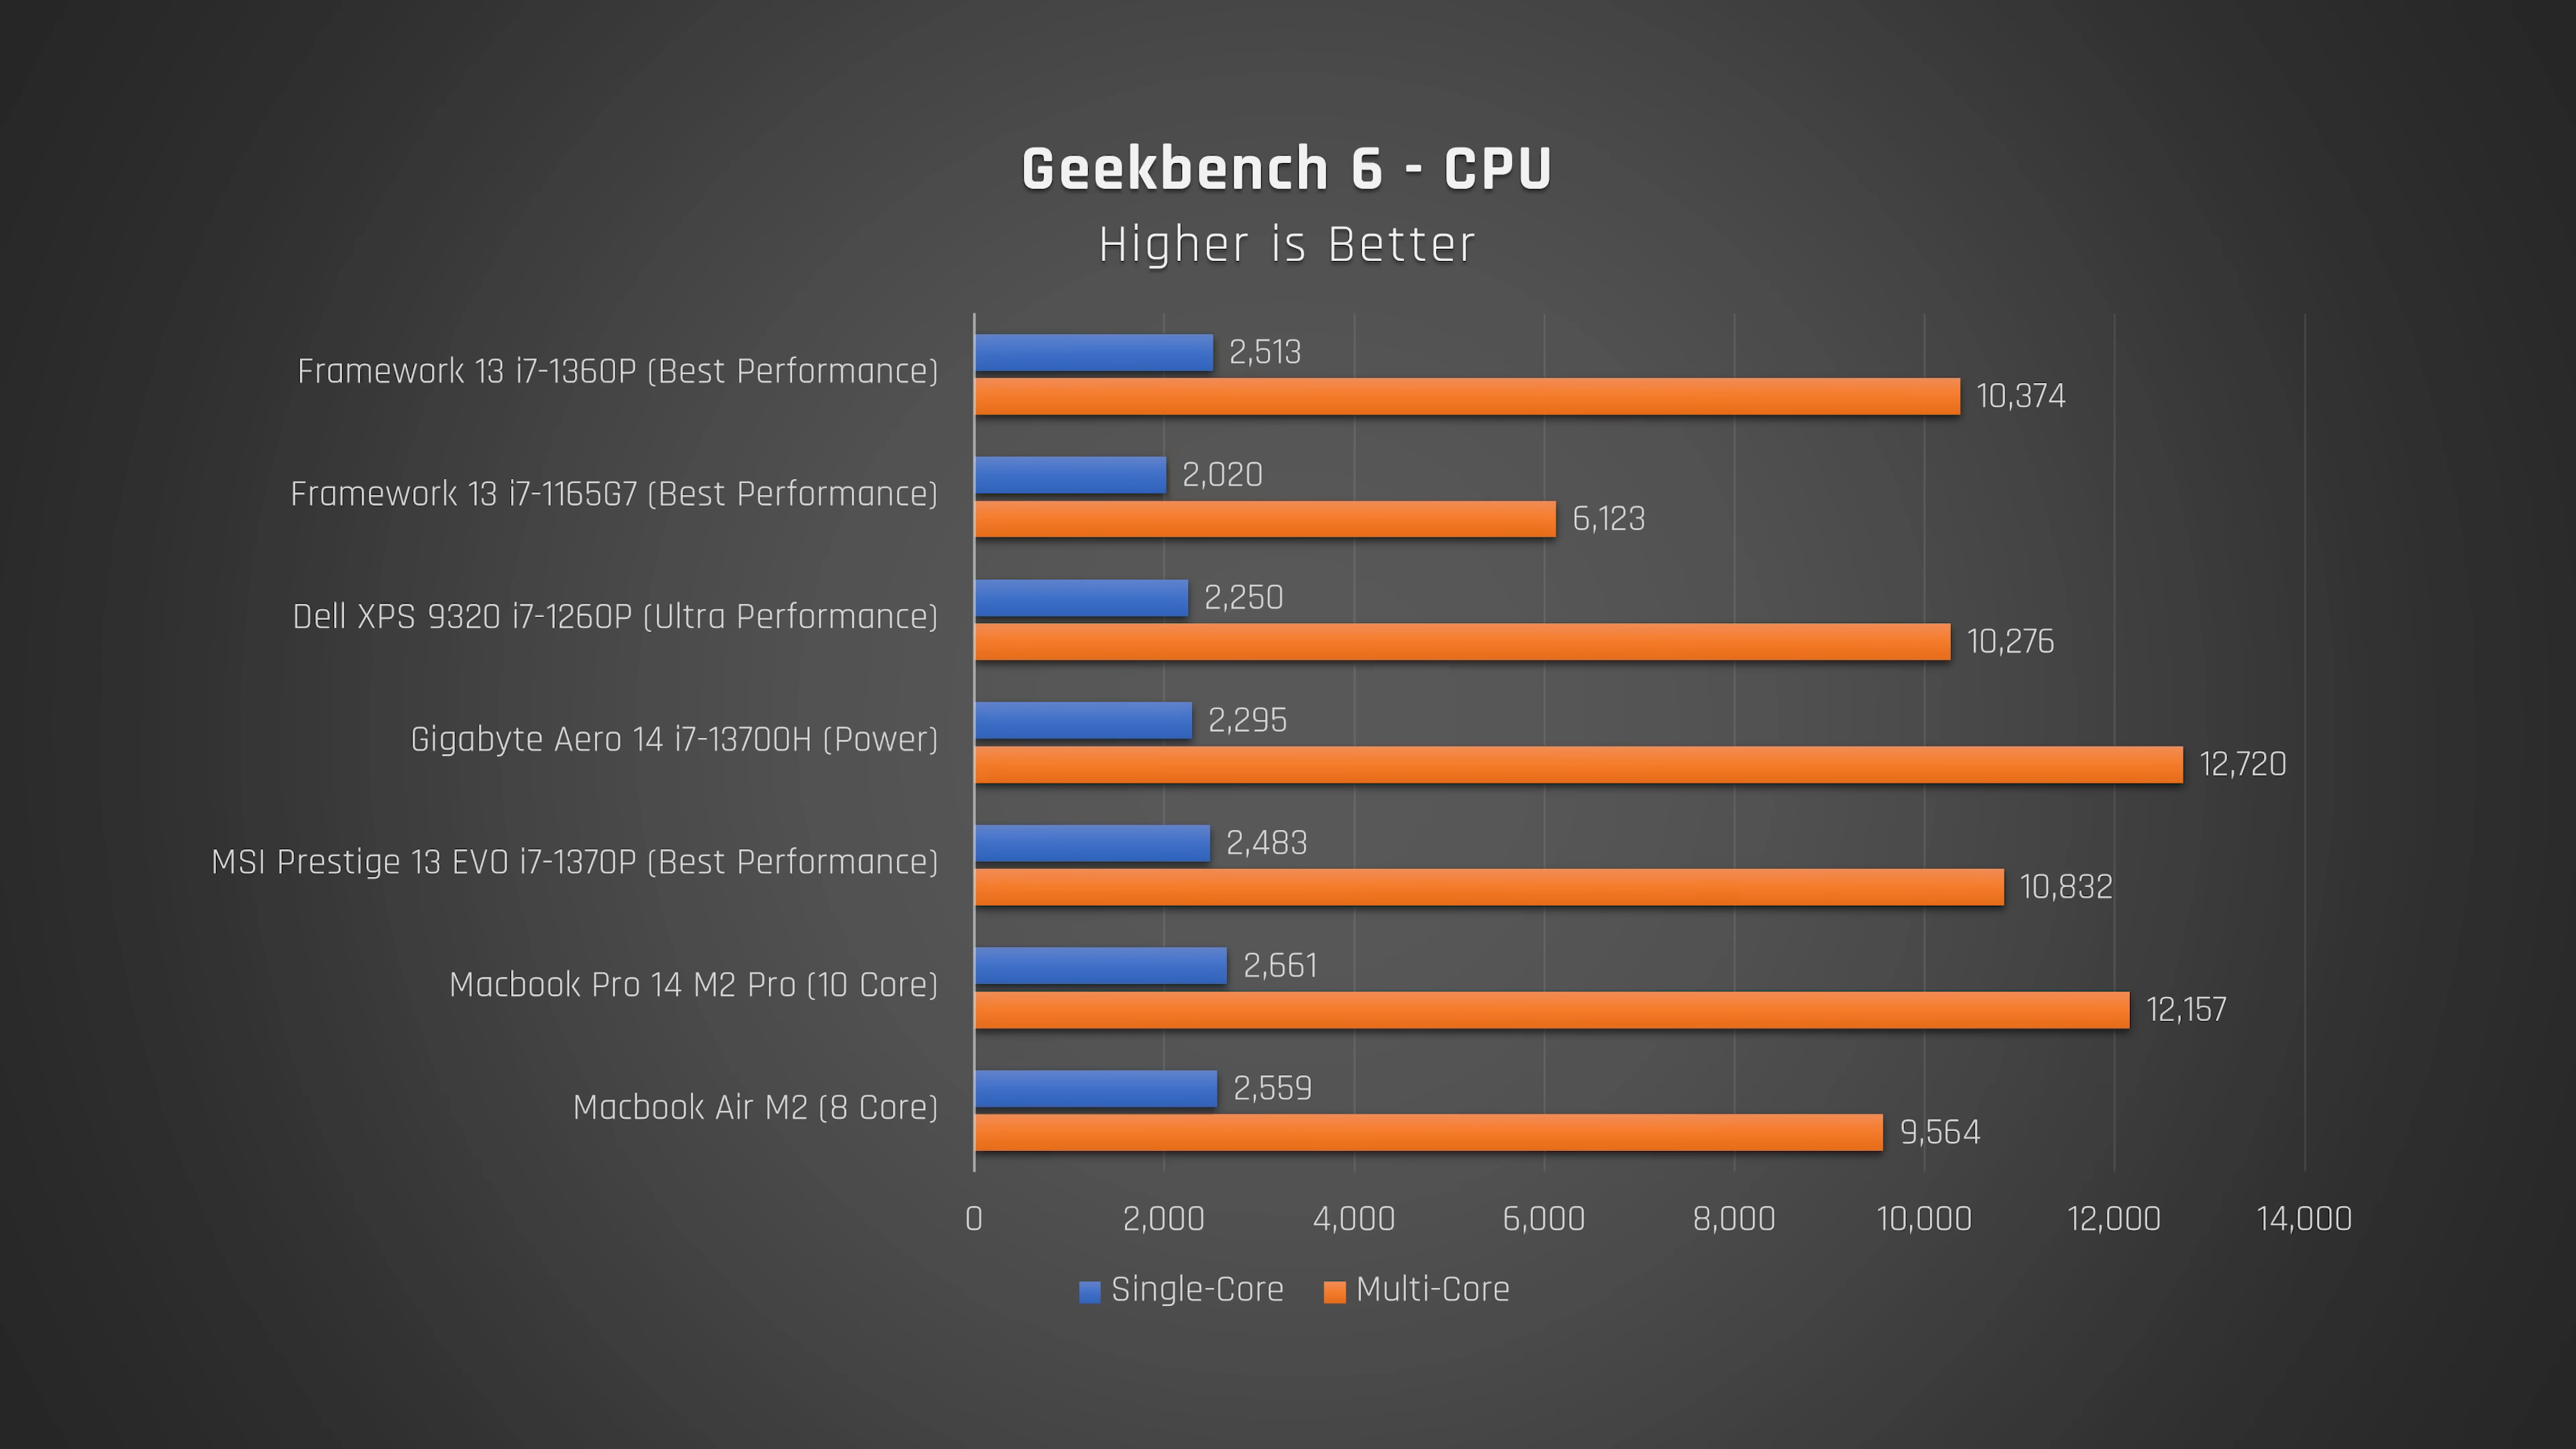 Geekbench 6 - CPU
Higher is Better
Framework 13 i7-1360P (Best Performance)
2,513
10,374
Framework 13 i7-1165G7 (Best Performance)
2,020
6,123
Dell XPS 9320 i7-1260P (Ultra Performance)
2,250
10,276
Gigabyte Aero 14 i7-13700H (Power)
2,295
12,720
MSI Prestige 13 EVO i7-1370P (Best Performance)
2,483
10,832
Macbook Pro 14 M2 Pro (10 Core)
2,661
12,157
Macbook Air M2 (8 Core)
2,559
9,564
0 2,000 4,000 6,000 8,000 10,000 12,000 14,000
Single-Core Multi-Core